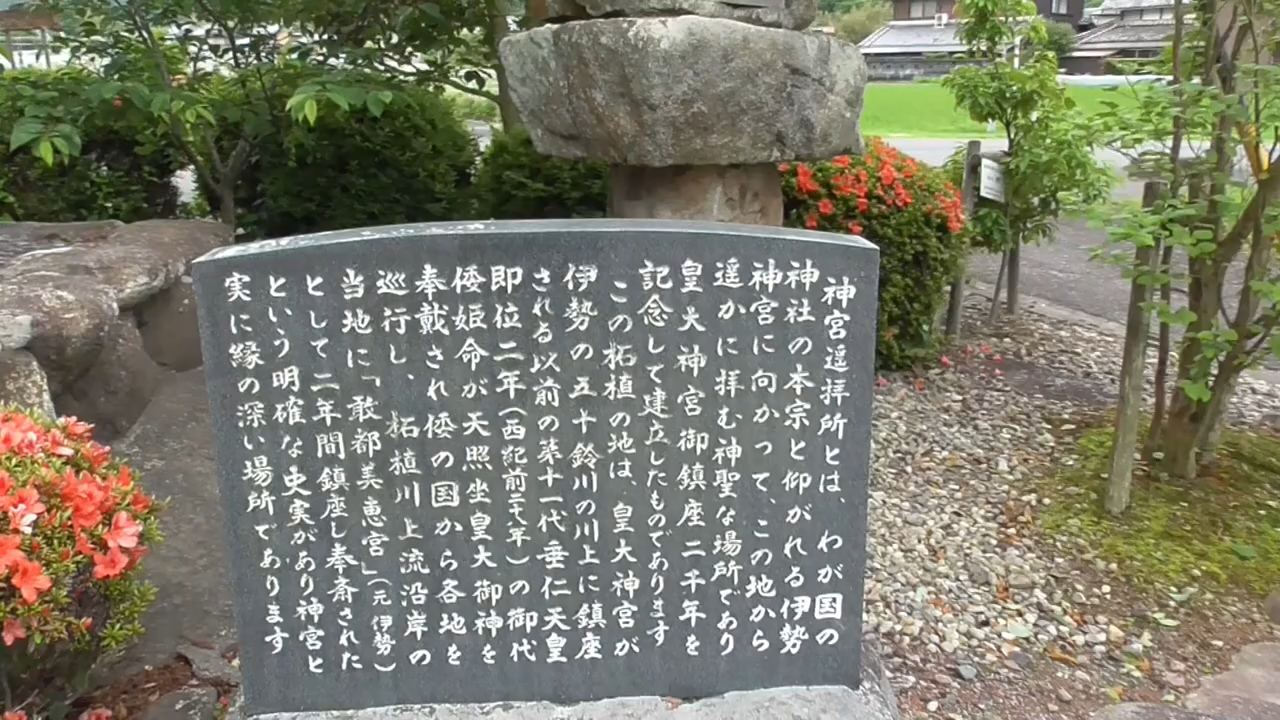 神宮遥拝所とは、わが国の
神社の本宗と仰がれる伊勢
神宮に向かって、この地から
遥かに拝む神聖な場所であり
皇大神宮御鎮座二千年を
記念して建立したものであります
この柘植の地は、皇大神宮が
伊勢の五十鈴川の川上に鎮座
される以前の第十一代垂仁天皇
即位二年(西紀前二八年)の御代
倭姫命が天照坐皇大御神を
奉戴され倭の国から各地を
巡行し、柘植川上流沿岸の
当地に「敢都美恵宮」(元伊勢)
として二年間鎮座し奉斎された
という明確な史実があり神宮と
実に縁の深い場所であります